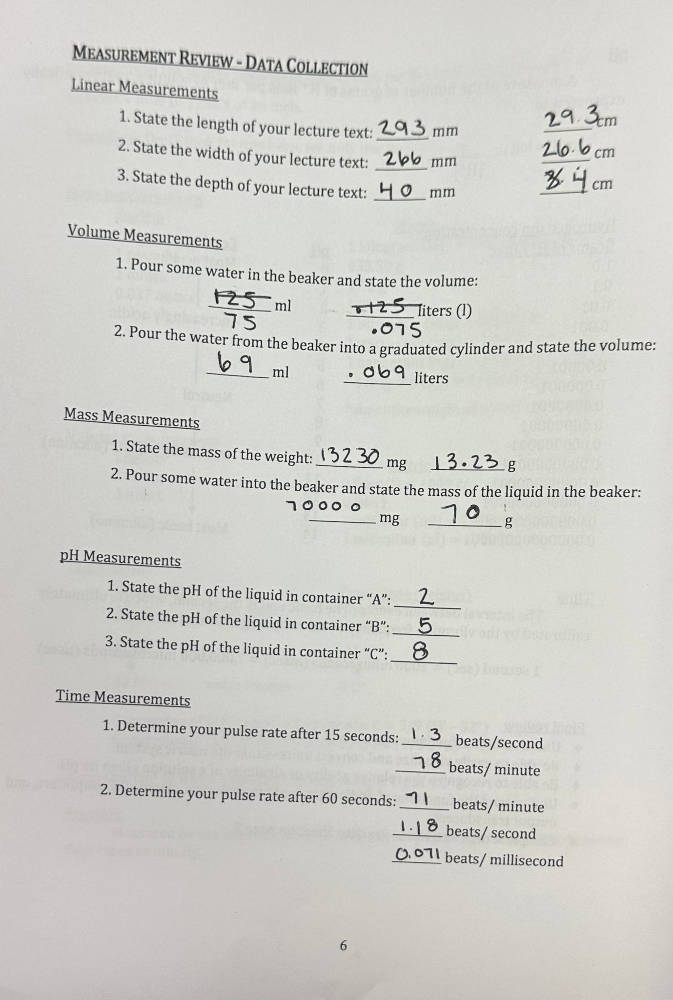 MEASUREMENT REVIEW - DATA COLLECTION
Linear Measurements
1. State the length of your lecture text: 293 mm 29.3 cm
2. State the width of your lecture text: 266 mm 26.6 cm
3. State the depth of your lecture text: 40 mm 4 cm
Volume Measurements
1. Pour some water in the beaker and state the volume:
125 ml .125 liters (l)
75 .075
2. Pour the water from the beaker into a graduated cylinder and state the volume:
69 ml .069 liters
Mass Measurements
1. State the mass of the weight: 13230 mg 13.23 g
2. Pour some water into the beaker and state the mass of the liquid in the beaker:
70000 mg 70 g
pH Measurements
1. State the pH of the liquid in container “A”: 2
2. State the pH of the liquid in container “B”: 5
3. State the pH of the liquid in container “C”: 8
Time Measurements
1. Determine your pulse rate after 15 seconds: 1.3 beats/second
78 beats/ minute
2. Determine your pulse rate after 60 seconds: 71 beats/ minute
1.18 beats/ second
0.071 beats/ millisecond
6